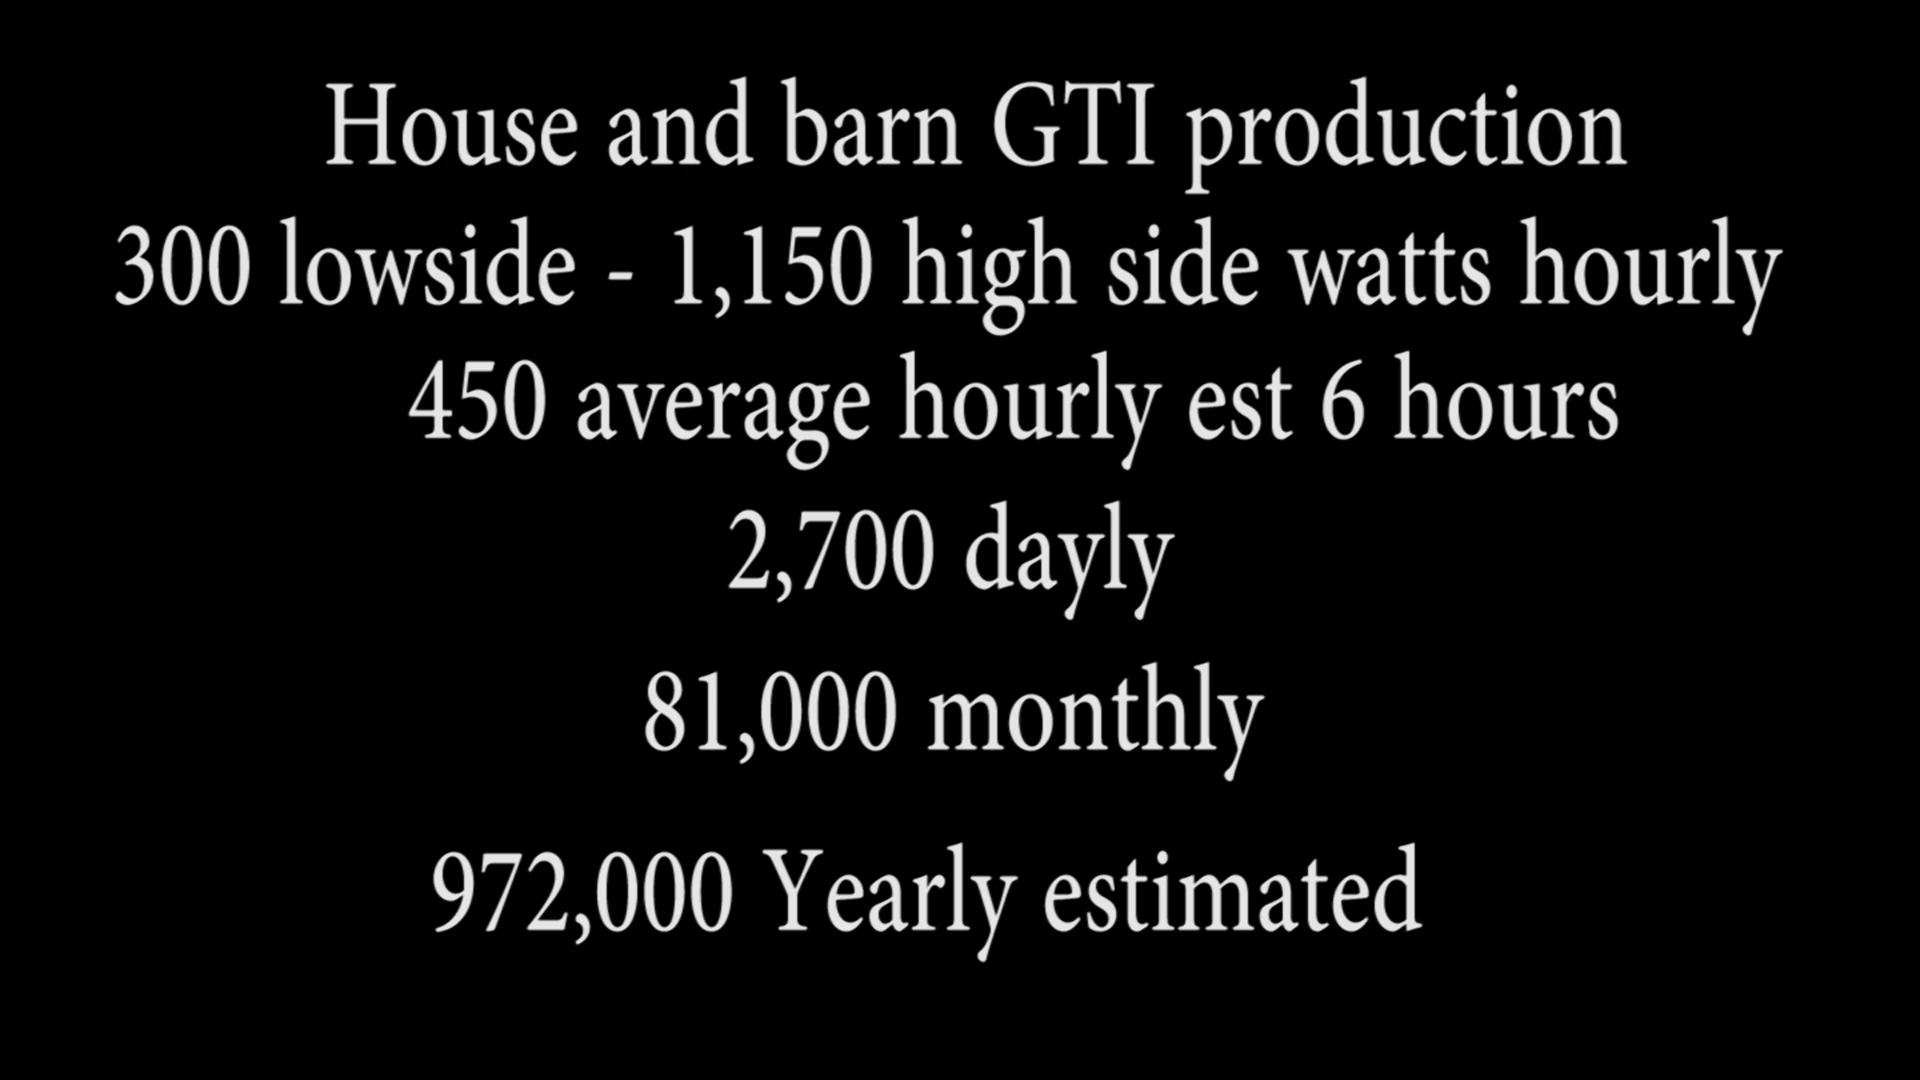 House and barn GTI production
300 lowside - 1,150 high side watts hourly
450 average hourly est 6 hours
2,700 dayly
81,000 monthly
972,000 Yearly estimated